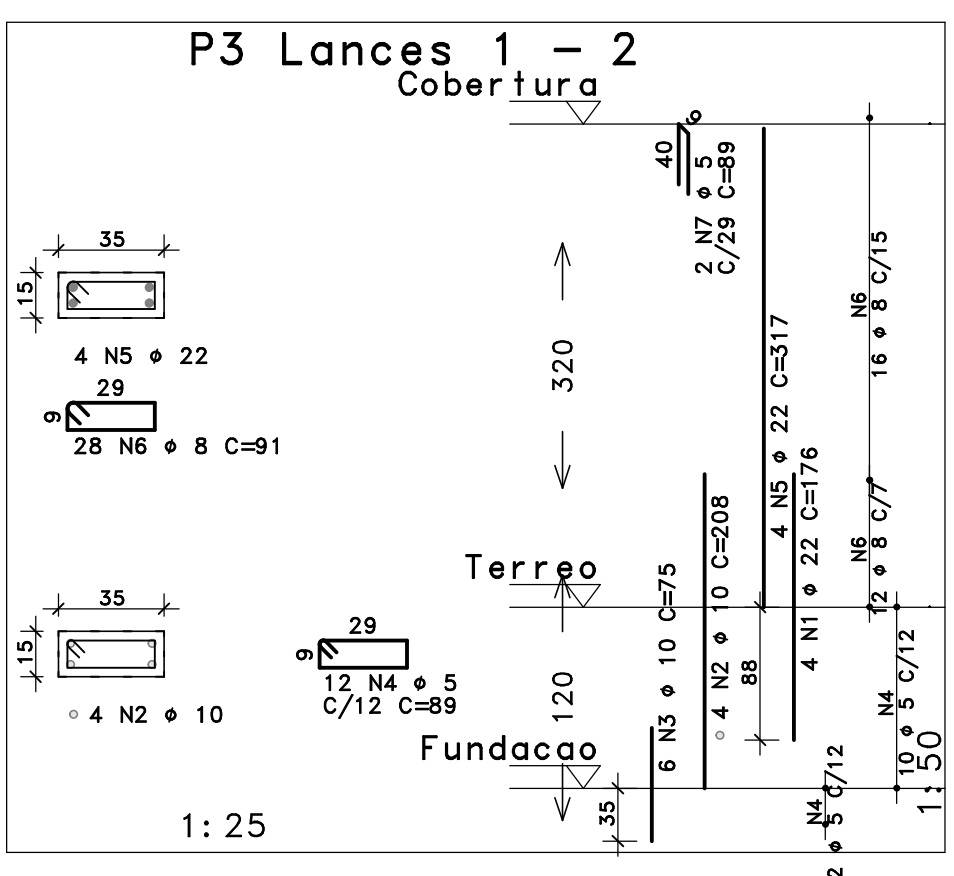 P3 Lances 1 - 2
Cobertura
40
9
2 N7 ø 5
C/29 C=89
35
15
4 N5 ø 22
29
9
28 N6 ø 8 C=91
320
4 N5 ø 22 C=317
N6
16 ø 8 C/15
N6
12 ø 8 C/7
Terreo
35
15
4 N2 ø 10
29
9
12 N4 ø 5
C/12 C=89
120
6 N3 ø 10 C=75
4 N2 ø 10 C=208
88
4 N1 ø 22 C=176
N4
10 ø 5 C/12
Fundacao
35
N4
2 ø 5 C/12
1:25
1:50